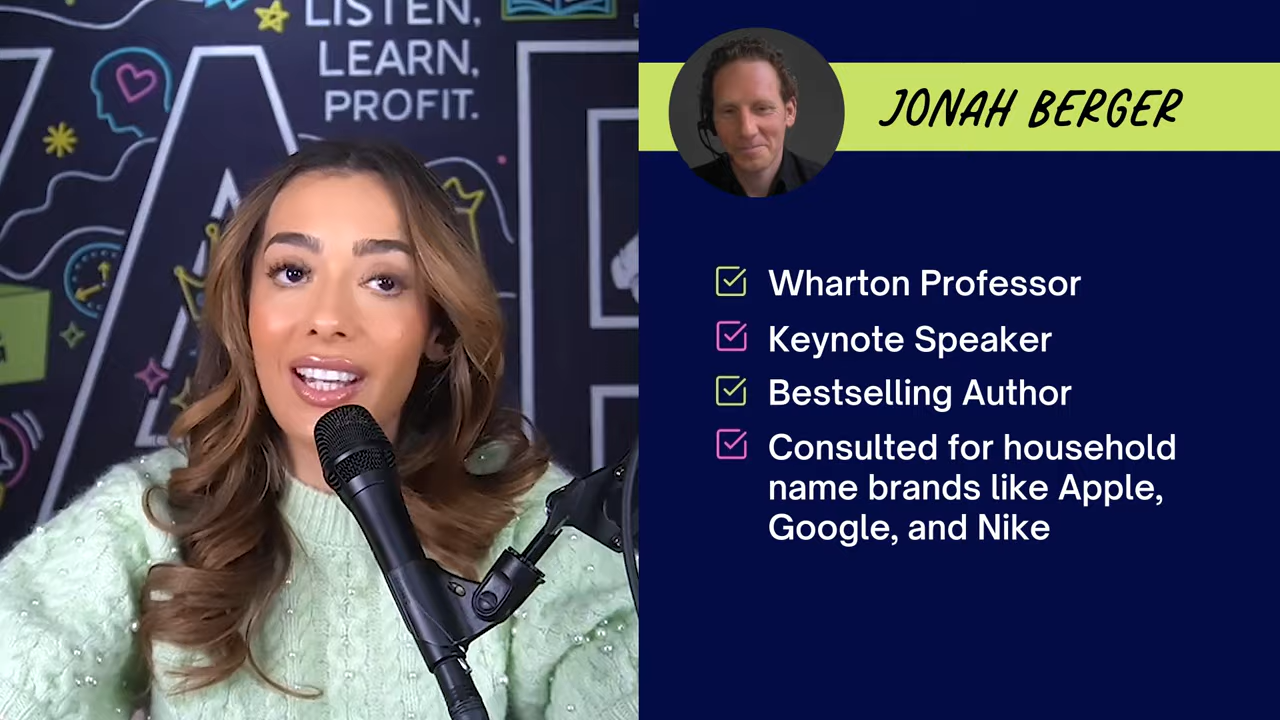 LISTEN,
LEARN,
PROFIT.
JONAH BERGER
Wharton Professor
Keynote Speaker
Bestselling Author
Consulted for household
name brands like Apple,
Google, and Nike